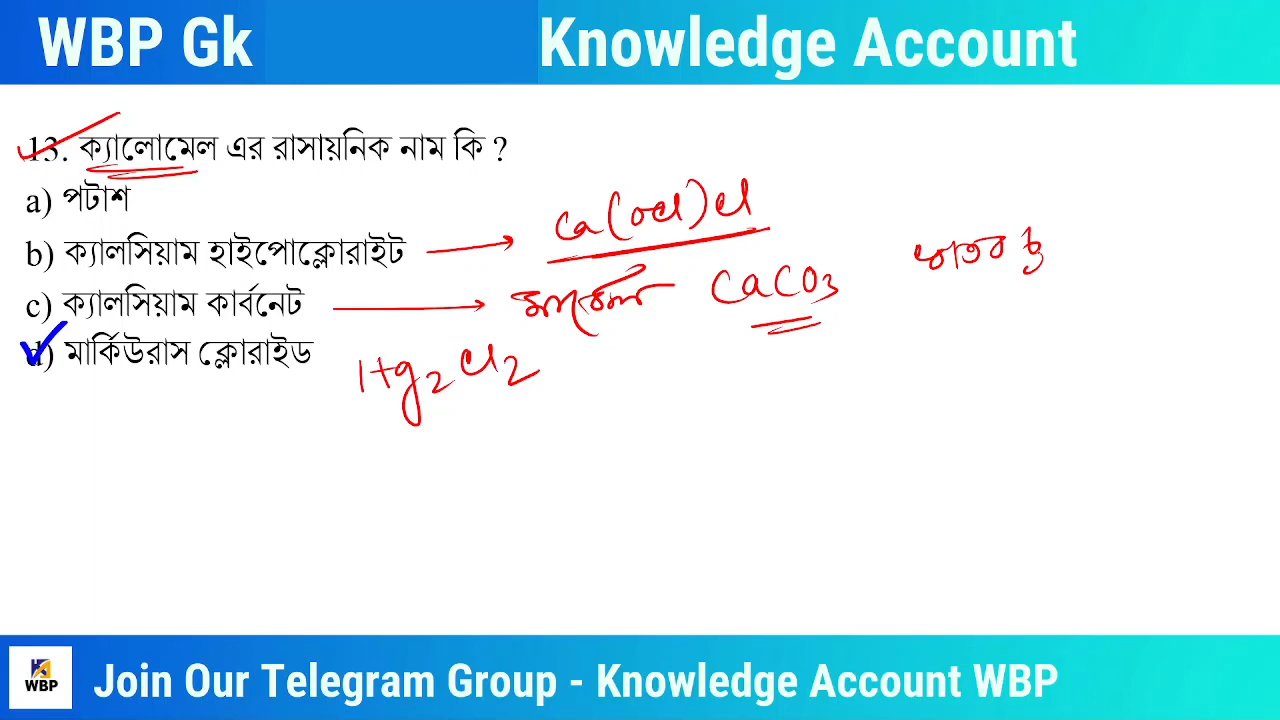 WBP Gk Knowledge Account
13. ক্যালোমেল এর রাসায়নিক নাম কি ?
a) পটাশ
b) ক্যালসিয়াম হাইপোক্লোরাইট Ca(OCl)Cl
c) ক্যালসিয়াম কার্বনেট CaCO3
d) মার্কিউরাস ক্লোরাইড Hg2Cl2
WBP
Join Our Telegram Group - Knowledge Account WBP